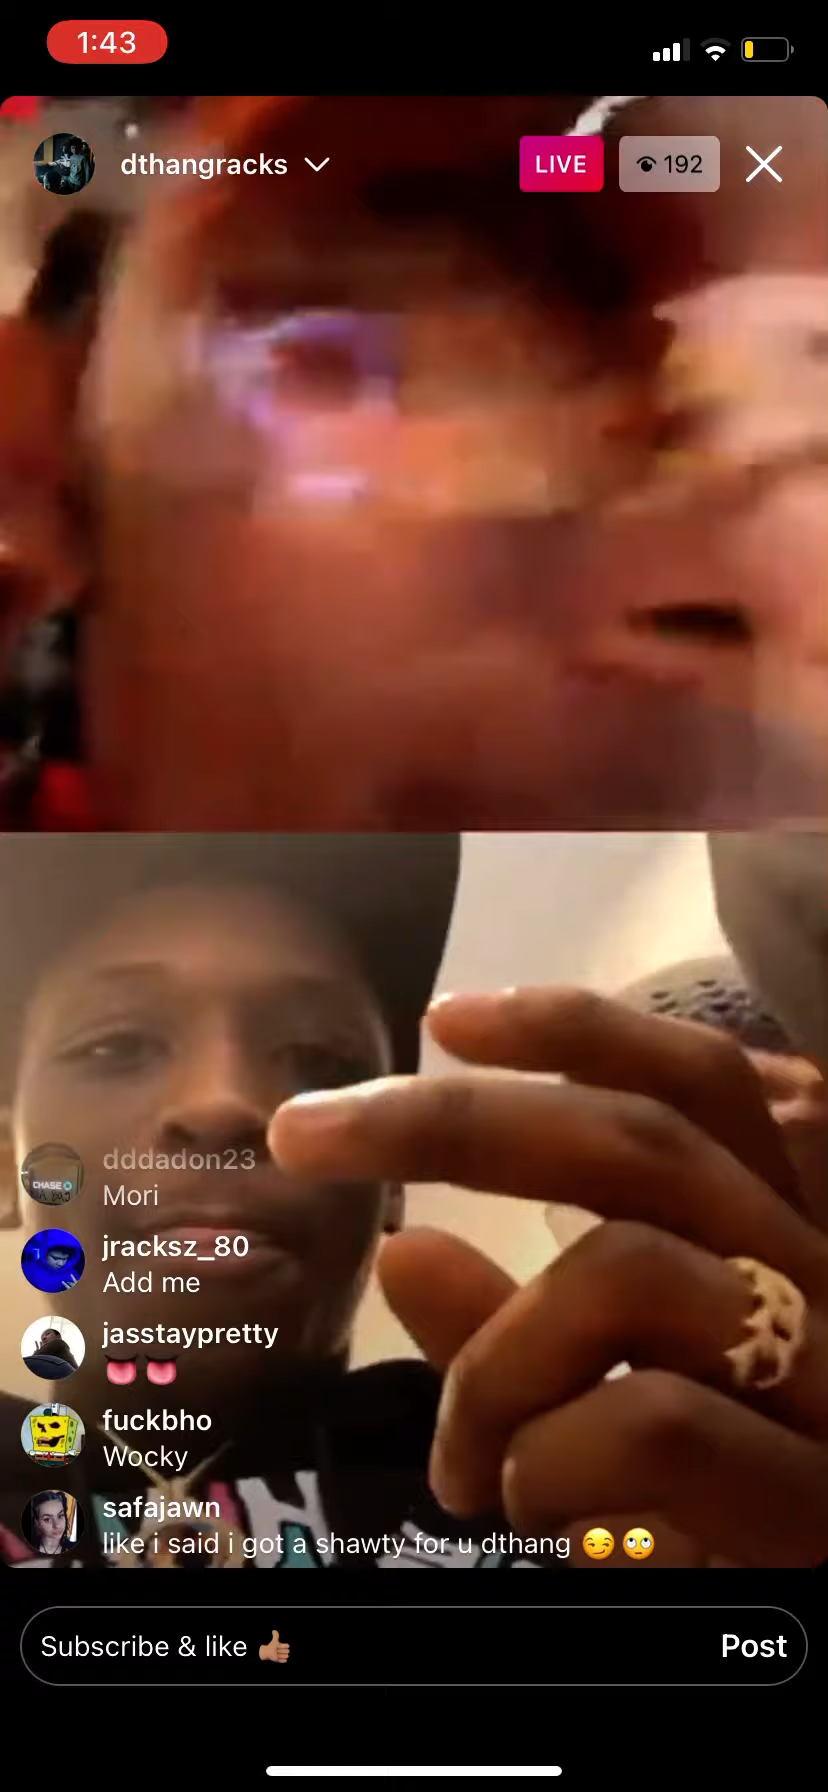 1:43
dthangracks
LIVE
192
dddadon23
Mori
jracksz_80
Add me
jasstaypretty
👅👅
fuckbho
Wocky
safajawn
like i said i got a shawty for u dthang 😏🙄
Subscribe & like 👍🏽
Post
CHASE